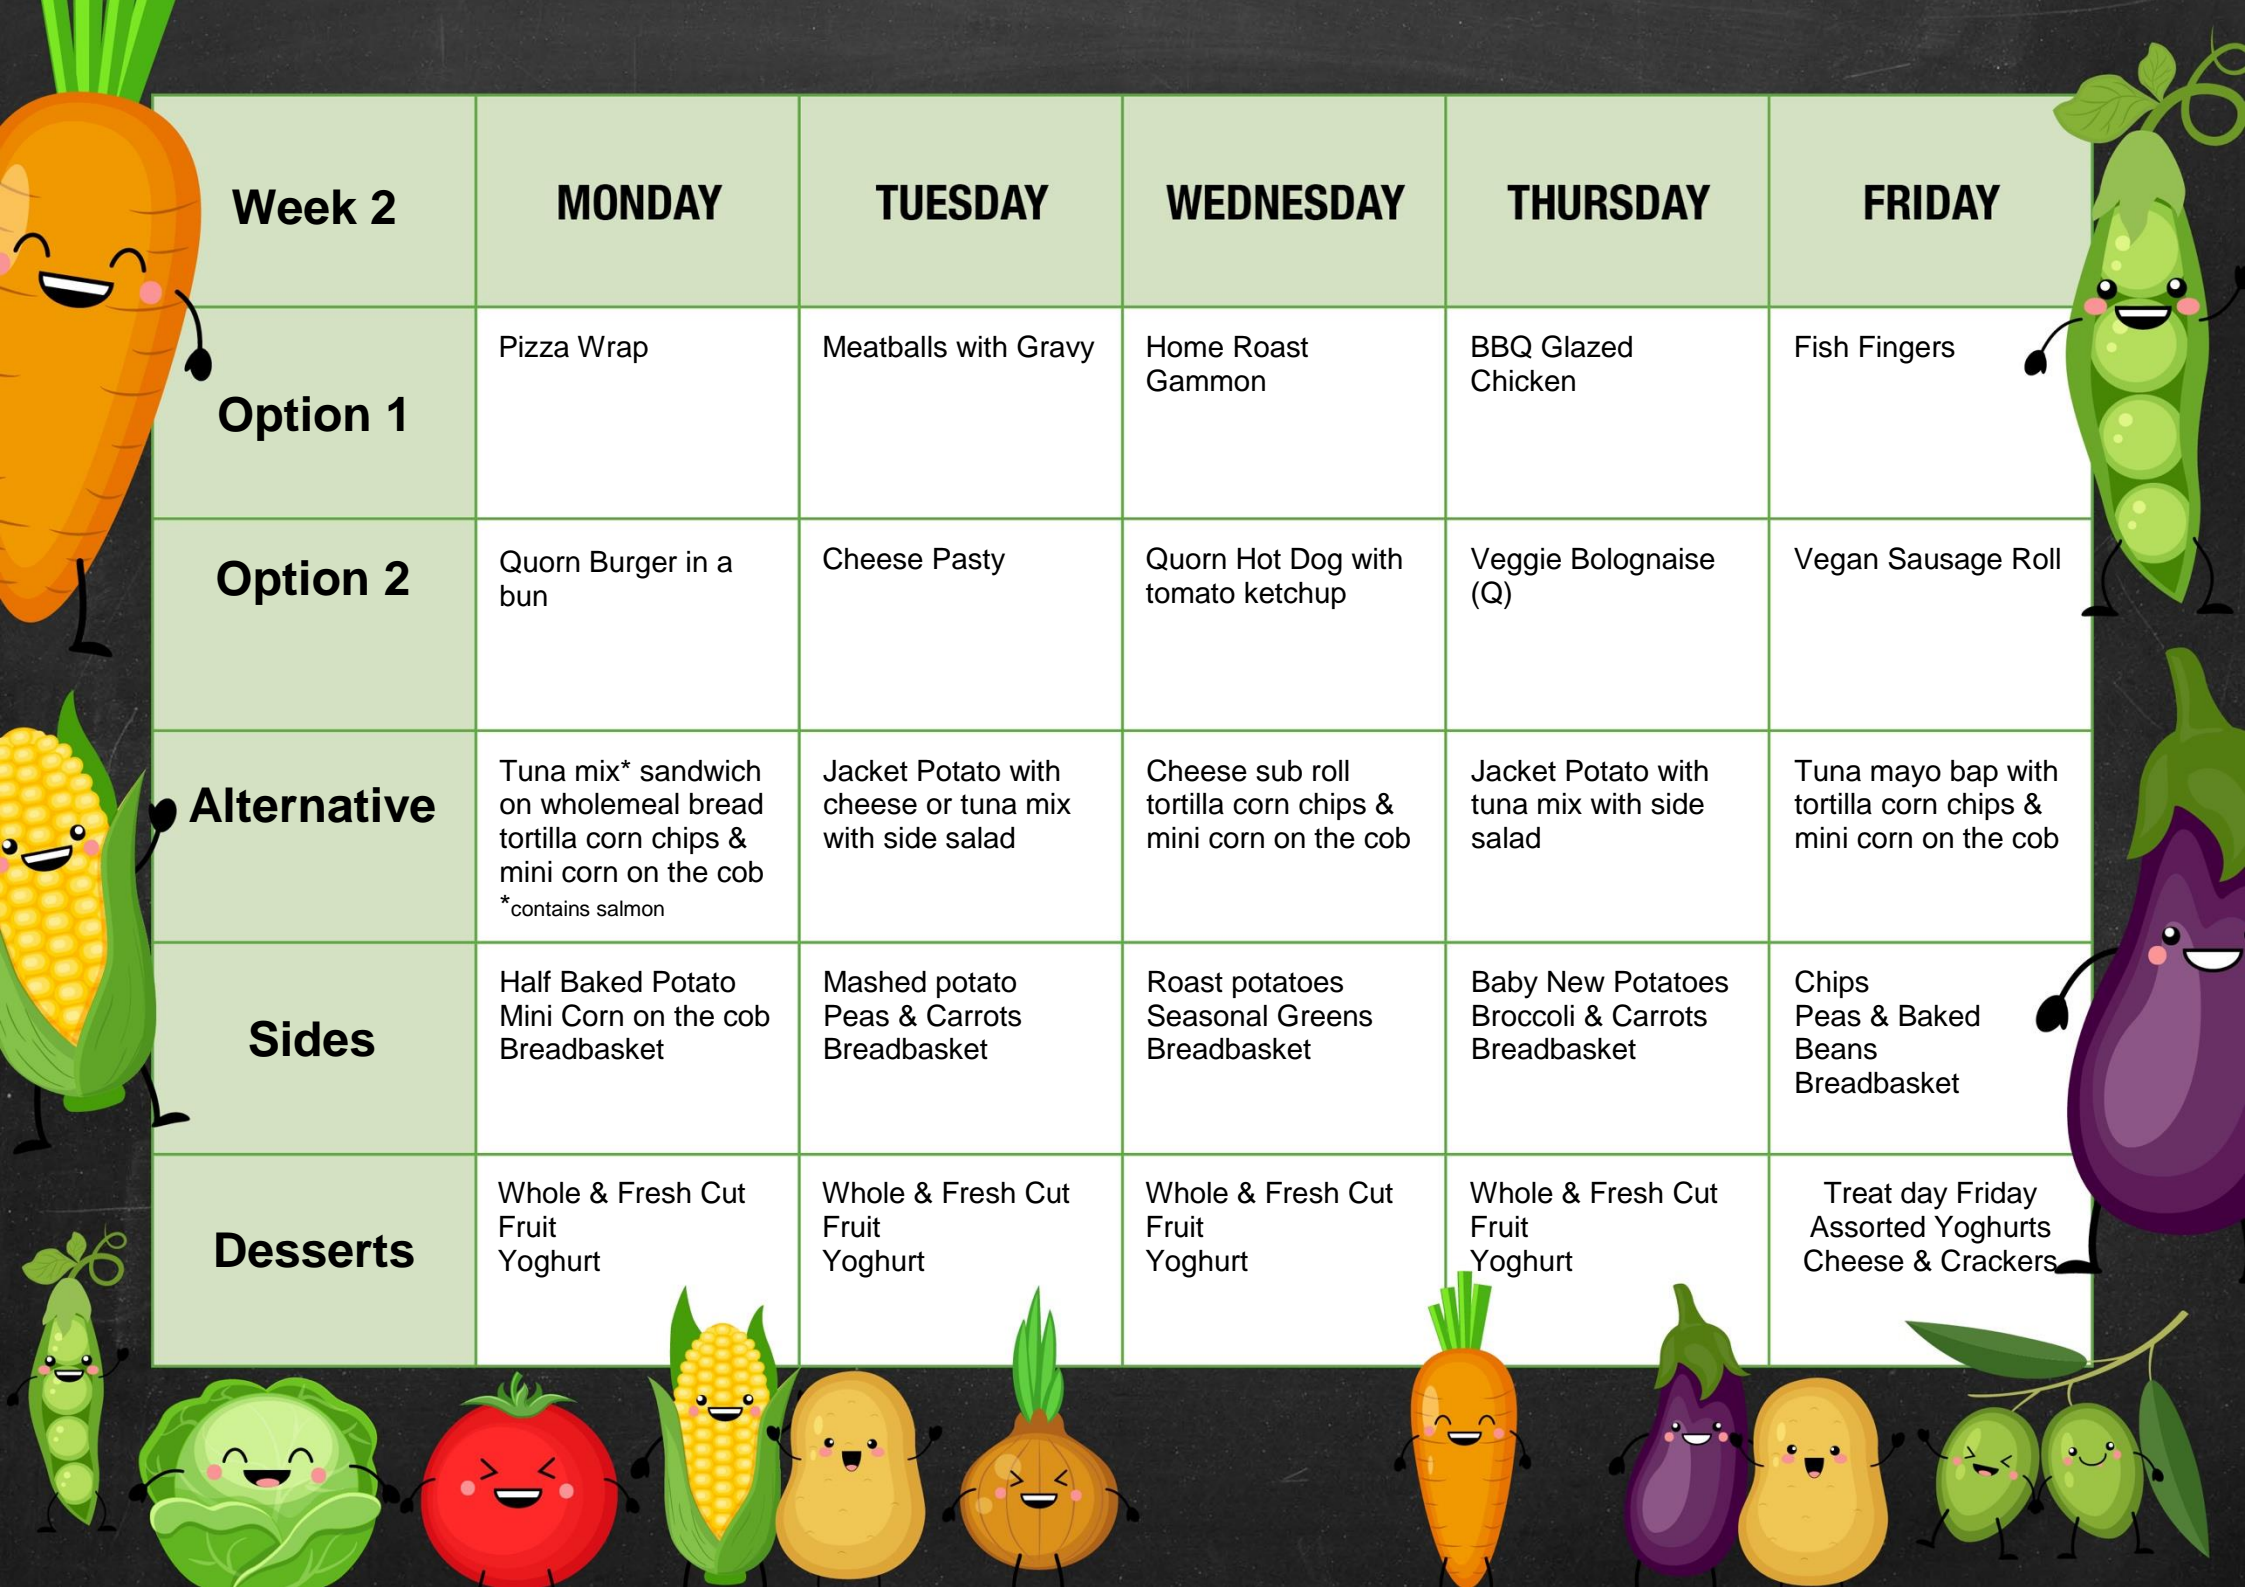 Week 2
MONDAY
TUESDAY
WEDNESDAY
THURSDAY
FRIDAY
Option 1
Pizza Wrap
Meatballs with Gravy
Home Roast
Gammon
BBQ Glazed
Chicken
Fish Fingers
Option 2
Quorn Burger in a
bun
Cheese Pasty
Quorn Hot Dog with
tomato ketchup
Veggie Bolognaise
(Q)
Vegan Sausage Roll
Alternative
Tuna mix* sandwich
on wholemeal bread
tortilla corn chips &
mini corn on the cob
*contains salmon
Jacket Potato with
cheese or tuna mix
with side salad
Cheese sub roll
tortilla corn chips &
mini corn on the cob
Jacket Potato with
tuna mix with side
salad
Tuna mayo bap with
tortilla corn chips &
mini corn on the cob
Sides
Half Baked Potato
Mini Corn on the cob
Breadbasket
Mashed potato
Peas & Carrots
Breadbasket
Roast potatoes
Seasonal Greens
Breadbasket
Baby New Potatoes
Broccoli & Carrots
Breadbasket
Chips
Peas & Baked
Beans
Breadbasket
Desserts
Whole & Fresh Cut
Fruit
Yoghurt
Whole & Fresh Cut
Fruit
Yoghurt
Whole & Fresh Cut
Fruit
Yoghurt
Whole & Fresh Cut
Fruit
Yoghurt
Treat day Friday
Assorted Yoghurts
Cheese & Crackers